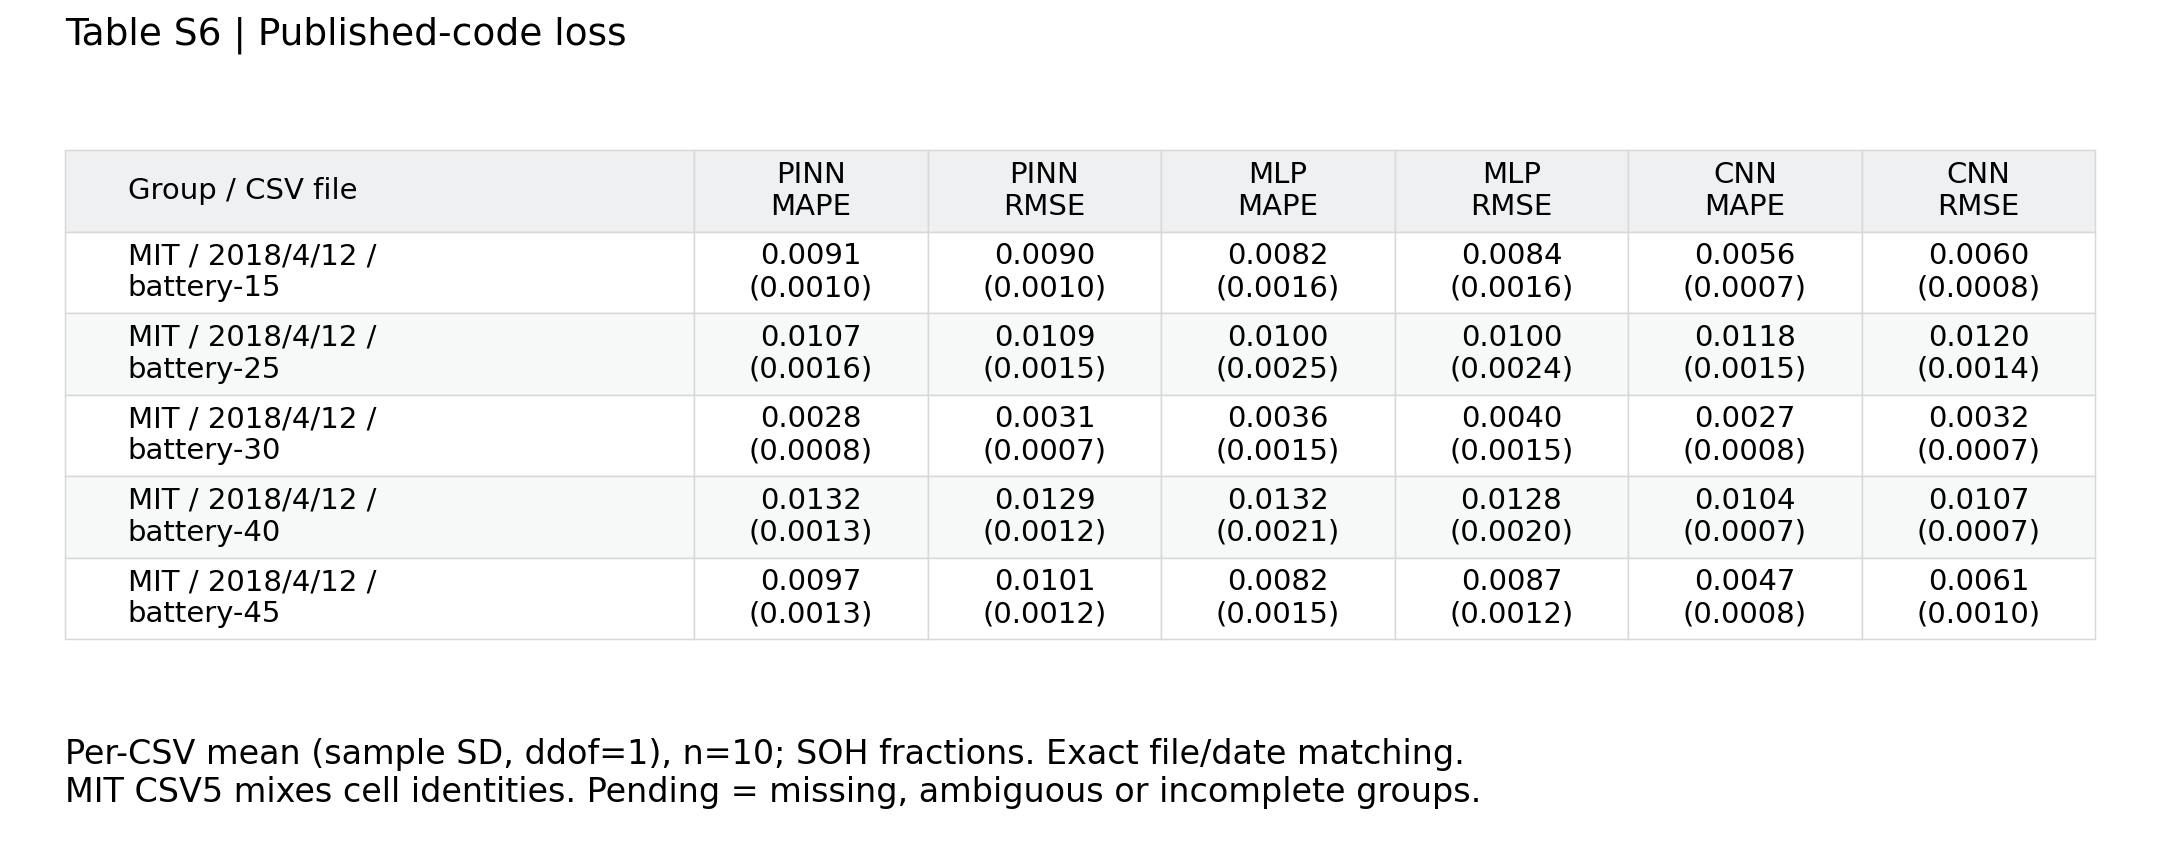 Table S6 | Published-code loss
Group / CSV file
PINN
MAPE
PINN
RMSE
MLP
MAPE
MLP
RMSE
CNN
MAPE
CNN
RMSE
MIT / 2018/4/12 /
battery-15
0.0091
(0.0010)
0.0090
(0.0010)
0.0082
(0.0016)
0.0084
(0.0016)
0.0056
(0.0007)
0.0060
(0.0008)
MIT / 2018/4/12 /
battery-25
0.0107
(0.0016)
0.0109
(0.0015)
0.0100
(0.0025)
0.0100
(0.0024)
0.0118
(0.0015)
0.0120
(0.0014)
MIT / 2018/4/12 /
battery-30
0.0028
(0.0008)
0.0031
(0.0007)
0.0036
(0.0015)
0.0040
(0.0015)
0.0027
(0.0008)
0.0032
(0.0007)
MIT / 2018/4/12 /
battery-40
0.0132
(0.0013)
0.0129
(0.0012)
0.0132
(0.0021)
0.0128
(0.0020)
0.0104
(0.0007)
0.0107
(0.0007)
MIT / 2018/4/12 /
battery-45
0.0097
(0.0013)
0.0101
(0.0012)
0.0082
(0.0015)
0.0087
(0.0012)
0.0047
(0.0008)
0.0061
(0.0010)
Per-CSV mean (sample SD, ddof=1), n=10; SOH fractions. Exact file/date matching.
MIT CSV5 mixes cell identities. Pending = missing, ambiguous or incomplete groups.